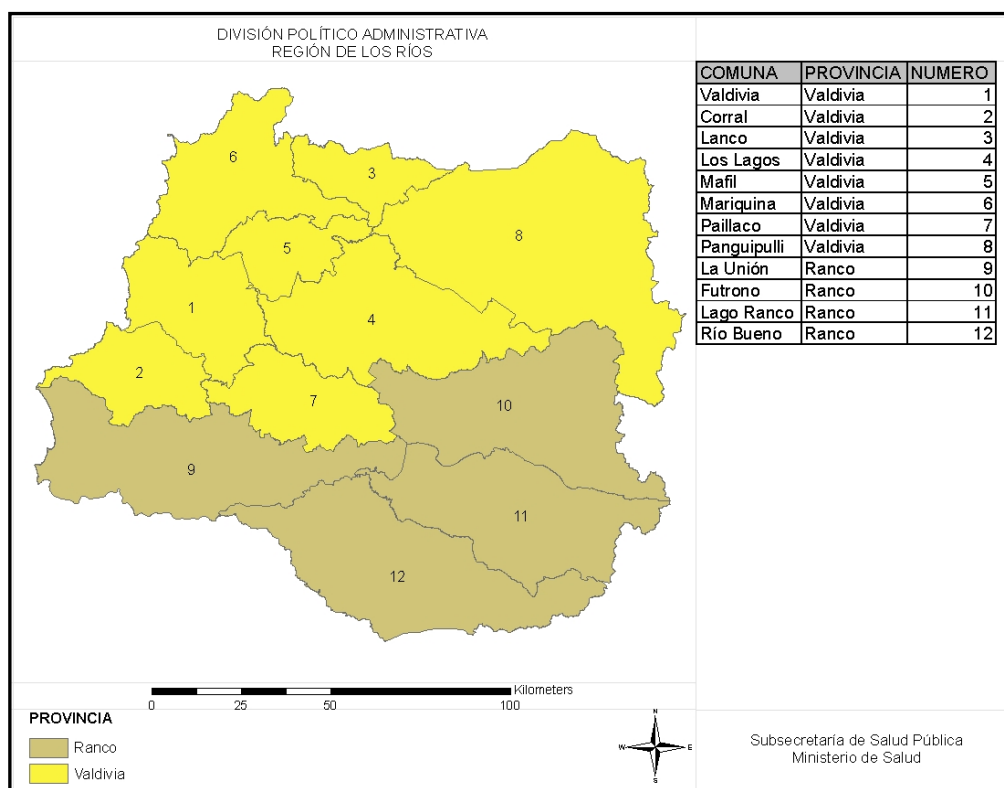 DIVISIÓN POLÍTICO ADMINISTRATIVA
REGIÓN DE LOS RÍOS
COMUNA PROVINCIA NUMERO
Valdivia Valdivia 1
Corral Valdivia 2
Lanco Valdivia 3
Los Lagos Valdivia 4
Mafil Valdivia 5
Mariquina Valdivia 6
Paillaco Valdivia 7
Panguipulli Valdivia 8
La Unión Ranco 9
Futrono Ranco 10
Lago Ranco Ranco 11
Río Bueno Ranco 12
6
3
8
5
1
4
2
7
10
9
11
12
Kilometers
0 25 50 100
PROVINCIA
Ranco
Valdivia
N
W E
S
Subsecretaría de Salud Pública
Ministerio de Salud